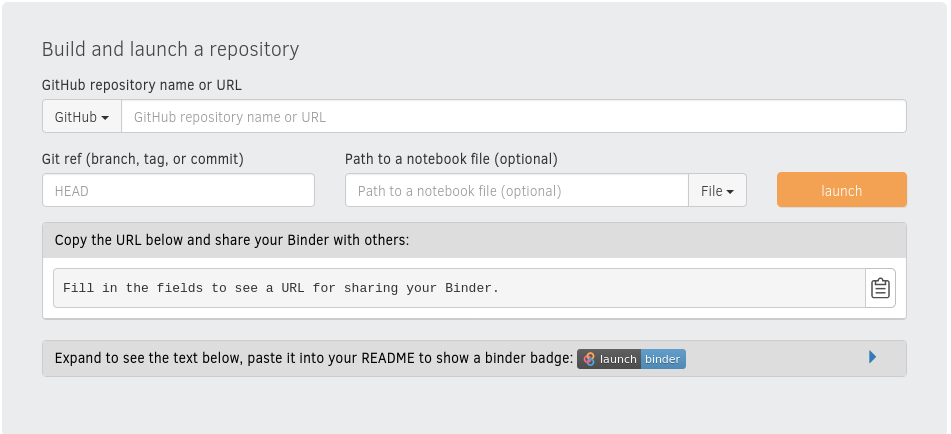 Build and launch a repository
GitHub repository name or URL
GitHub GitHub repository name or URL
Git ref (branch, tag, or commit) Path to a notebook file (optional)
HEAD Path to a notebook file (optional) File launch
Copy the URL below and share your Binder with others:
Fill in the fields to see a URL for sharing your Binder.
Expand to see the text below, paste it into your README to show a binder badge: launch binder